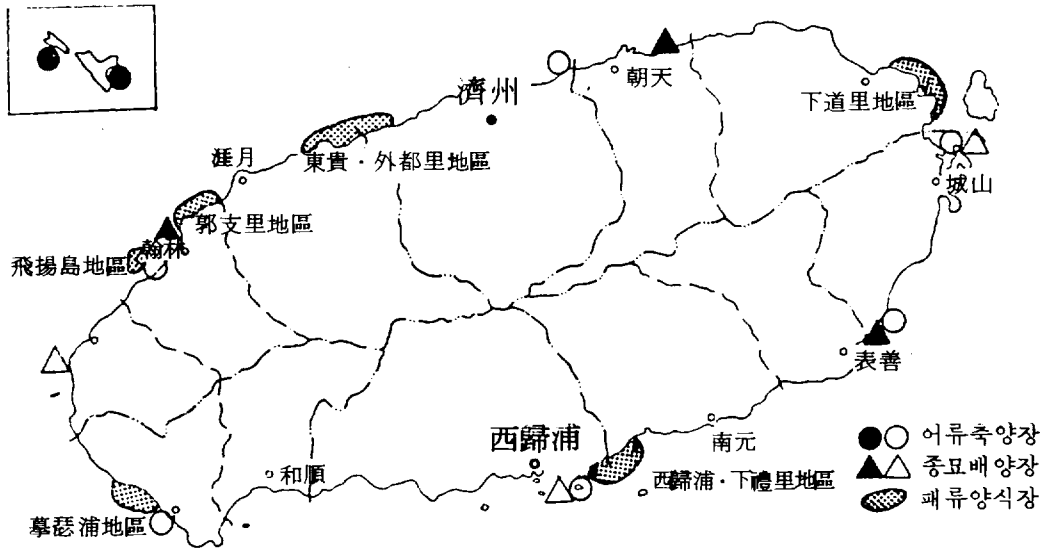 濟州
朝天
下道里地區
涯月
東貴·外都里地區
城山
郭支里地區
翰林
飛揚島地區
表善
西歸浦
南元
和順
西歸浦·下禮里地區
摹瑟浦地區
어류축양장
종묘배양장
패류양식장